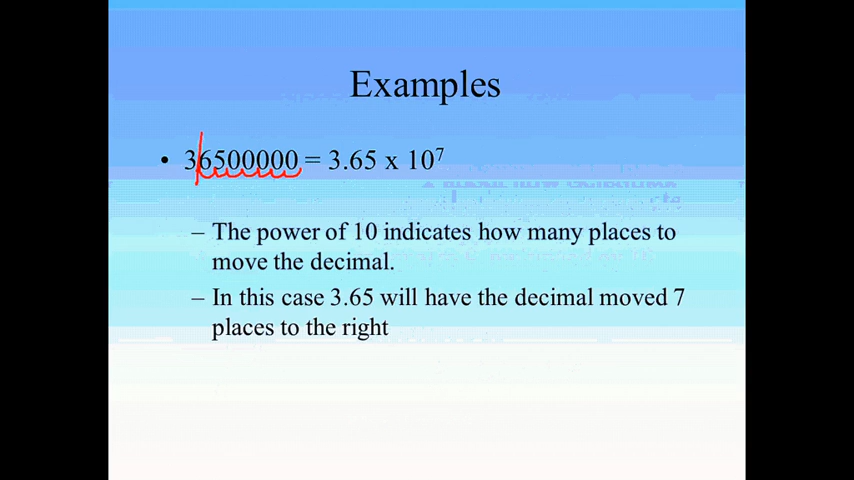 Examples
• 36500000 = 3.65 x 10⁷
– The power of 10 indicates how many places to
move the decimal.
– In this case 3.65 will have the decimal moved 7
places to the right